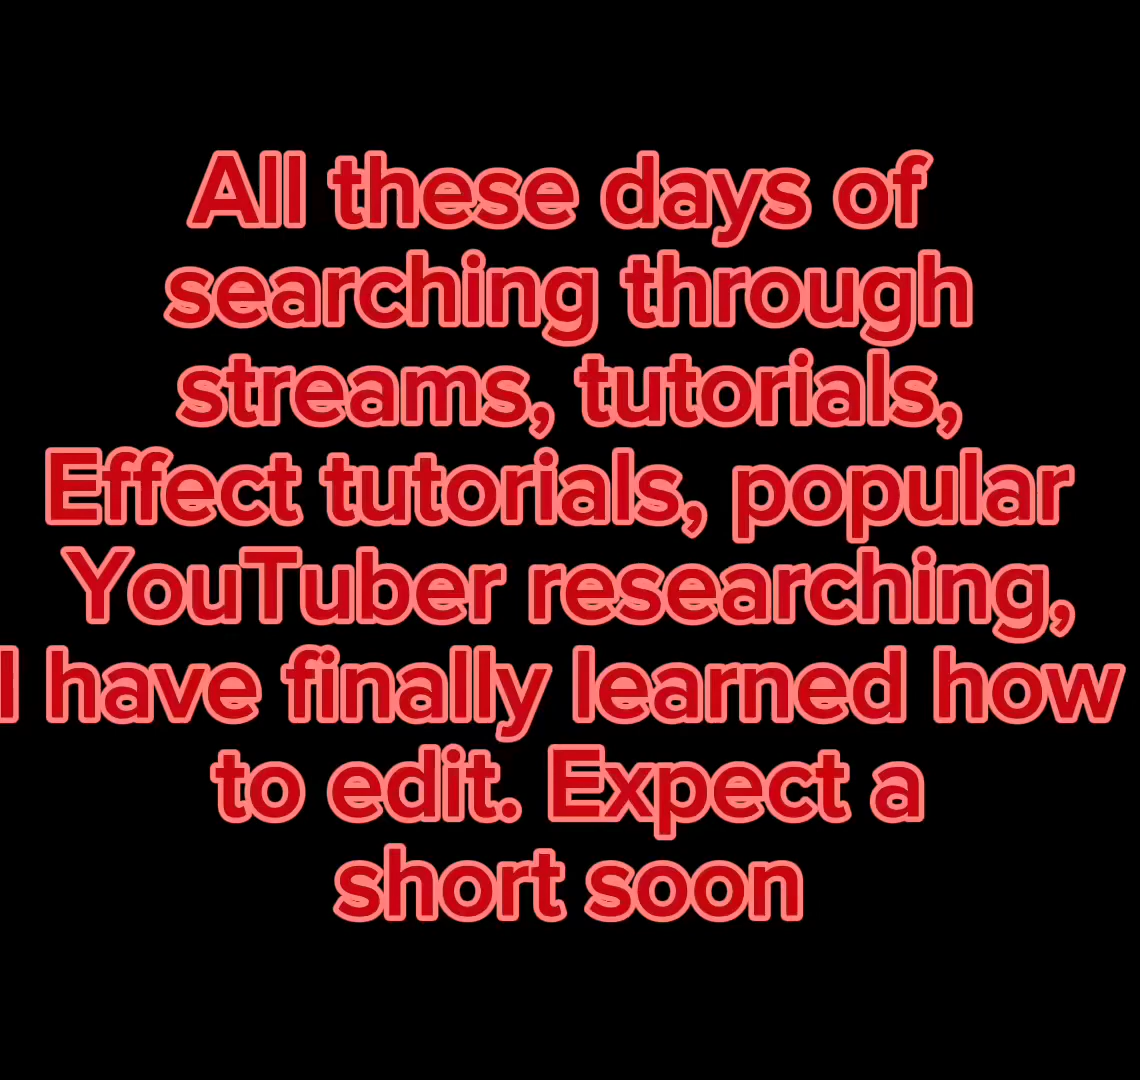 All these days of
searching through
streams, tutorials,
Effect tutorials, popular
YouTuber researching,
I have finally learned how
to edit. Expect a
short soon